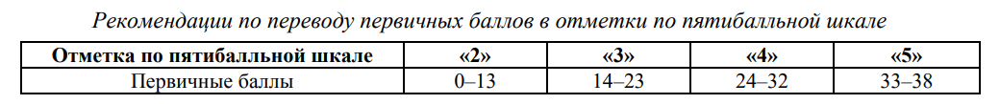 Рекомендации по переводу первичных баллов в отметки по пятибалльной шкале
Отметка по пятибалльной шкале «2» «3» «4» «5»
Первичные баллы 0–13 14–23 24–32 33–38